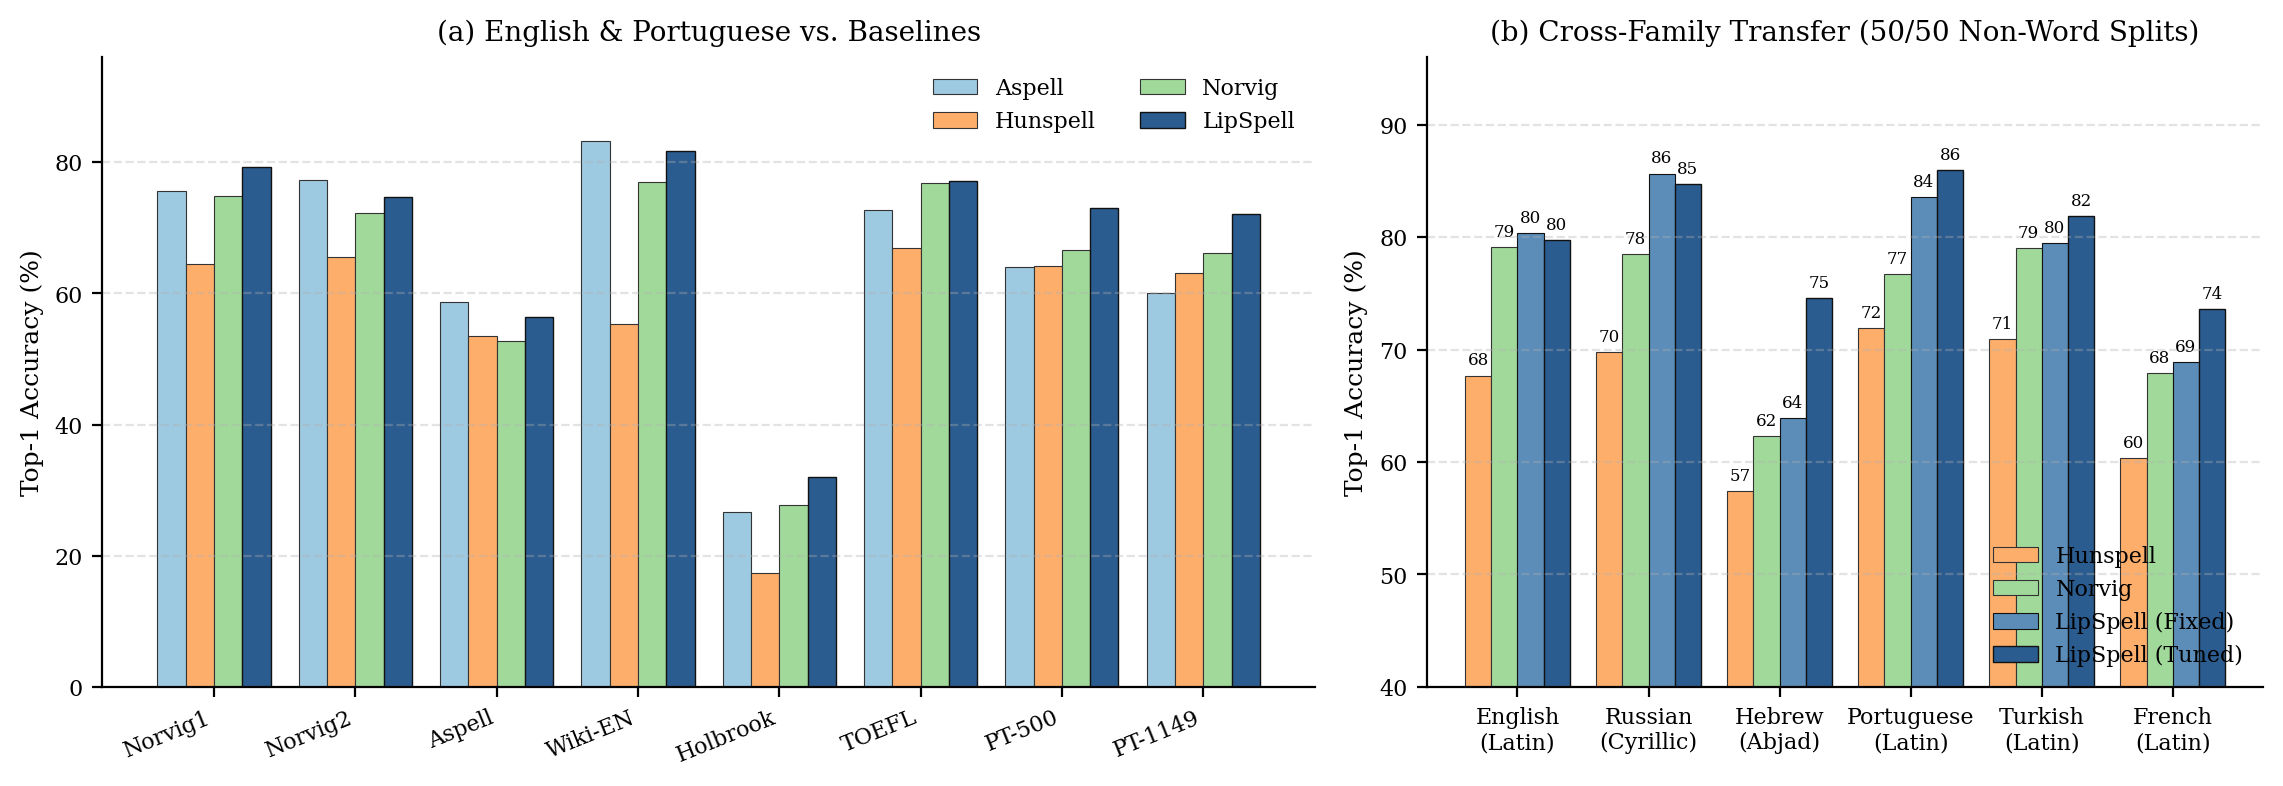 (a) English & Portuguese vs. Baselines
Aspell
Hunspell
Norvig
LipSpell
Top-1 Accuracy (%)
80
60
40
20
0
Norvig1
Norvig2
Aspell
Wiki-EN
Holbrook
TOEFL
PT-500
PT-1149
(b) Cross-Family Transfer (50/50 Non-Word Splits)
Top-1 Accuracy (%)
90
80
70
60
50
40
68
79
80
80
70
78
86
85
57
62
64
75
72
77
84
86
71
79
80
82
60
68
69
74
Hunspell
Norvig
LipSpell (Fixed)
LipSpell (Tuned)
English
(Latin)
Russian
(Cyrillic)
Hebrew
(Abjad)
Portuguese
(Latin)
Turkish
(Latin)
French
(Latin)